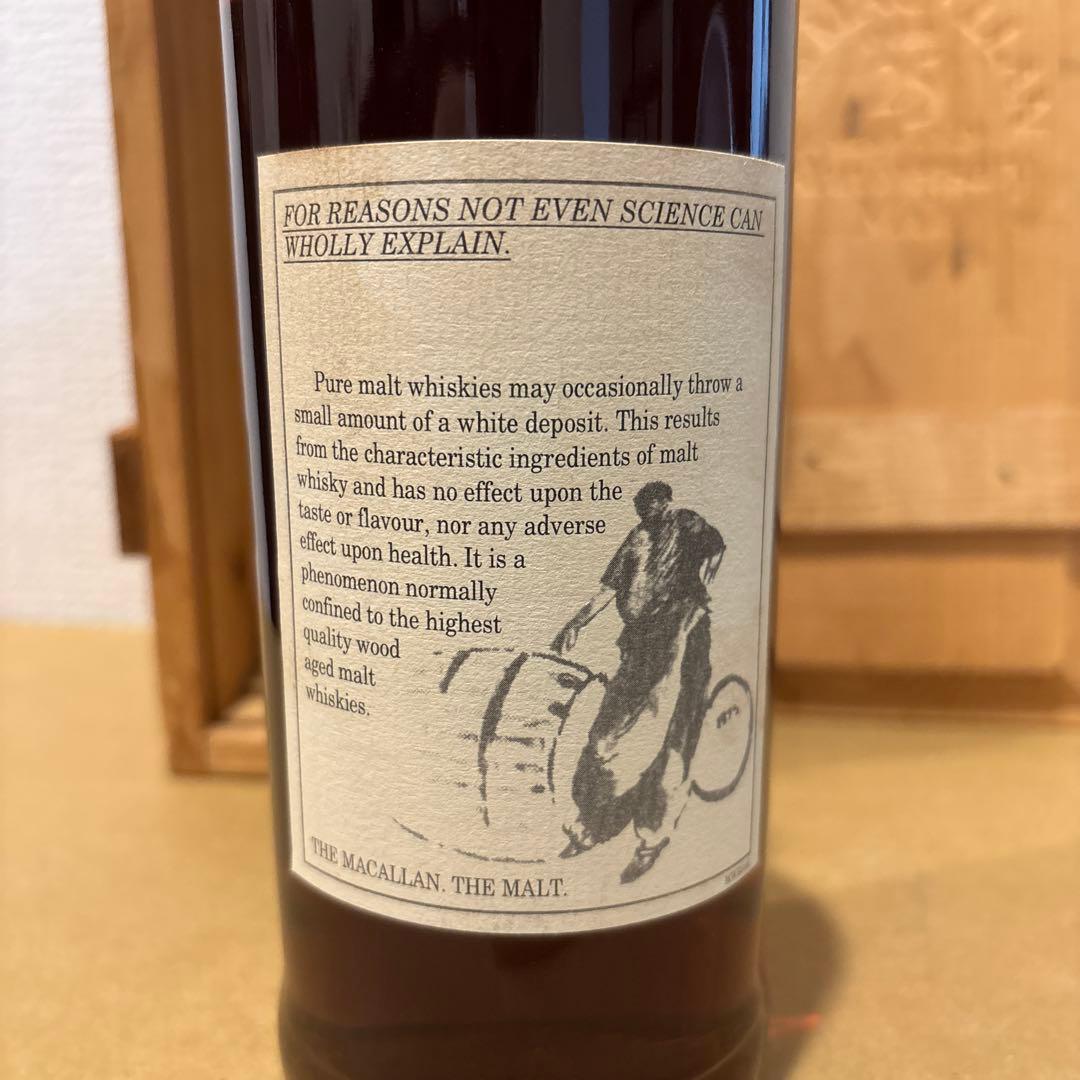 FOR REASONS NOT EVEN SCIENCE CAN
WHOLLY EXPLAIN.
Pure malt whiskies may occasionally throw a
small amount of a white deposit. This results
from the characteristic ingredients of malt
whisky and has no effect upon the
taste or flavour, nor any adverse
effect upon health. It is a
phenomenon normally
confined to the highest
quality wood
aged malt
whiskies.
THE MACALLAN. THE MALT.